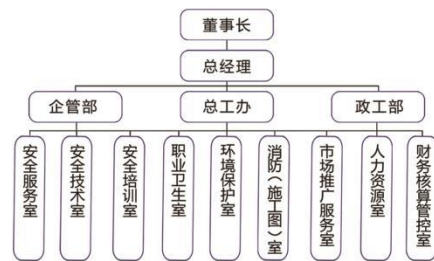 董事长
总经理
企管部
总工办
政工部
安全服务室
安全技术室
安全培训室
职业卫生室
环境保护室
消防（施工图）室
市场推广服务室
人力资源室
财务核算管控室